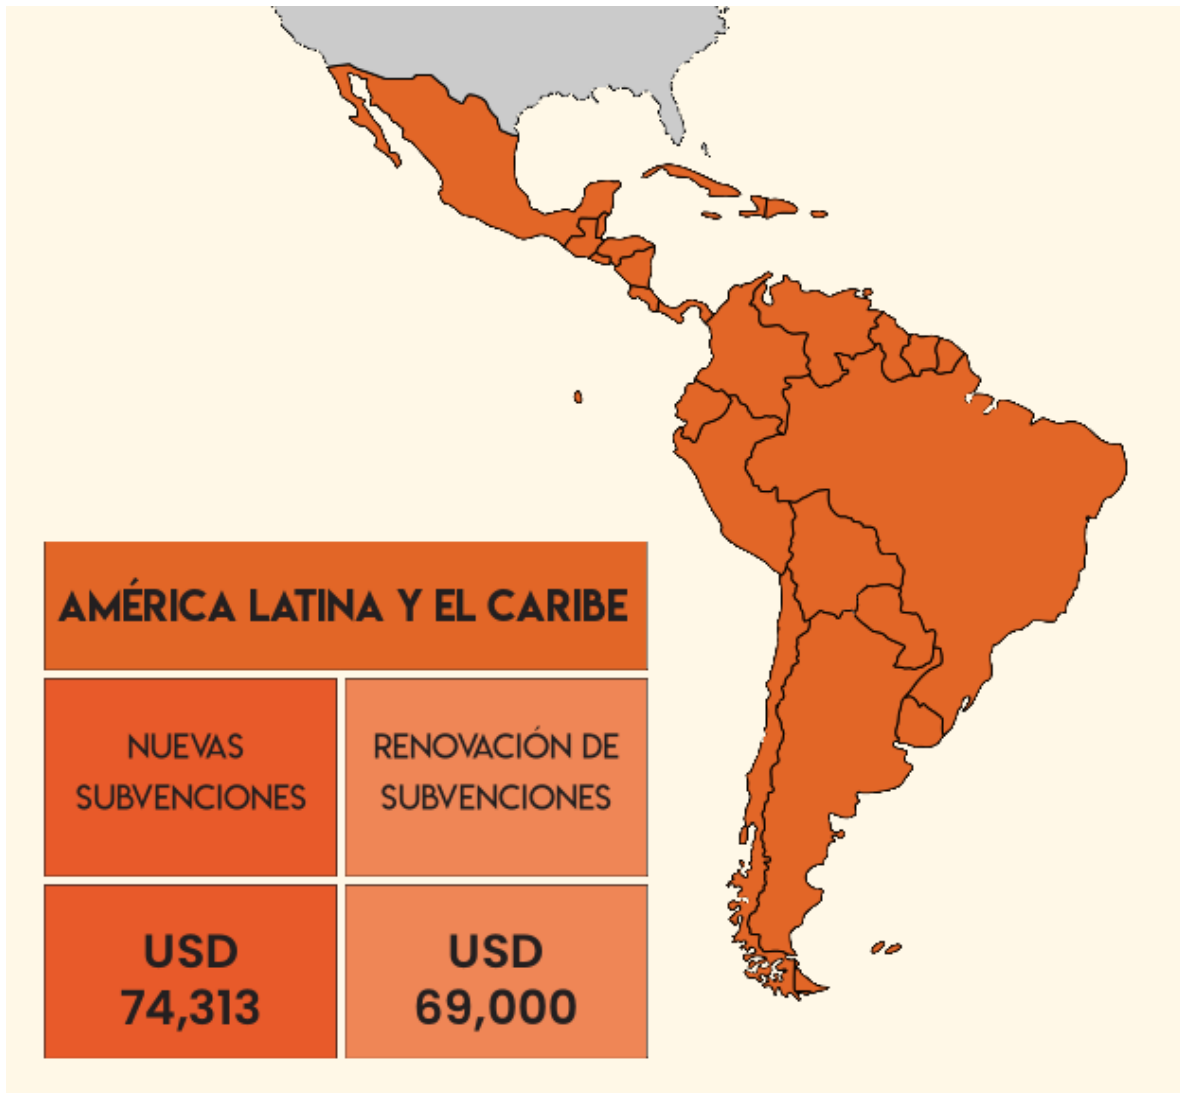 AMÉRICA LATINA Y EL CARIBE
NUEVAS
SUBVENCIONES
RENOVACIÓN DE
SUBVENCIONES
USD
74,313
USD
69,000